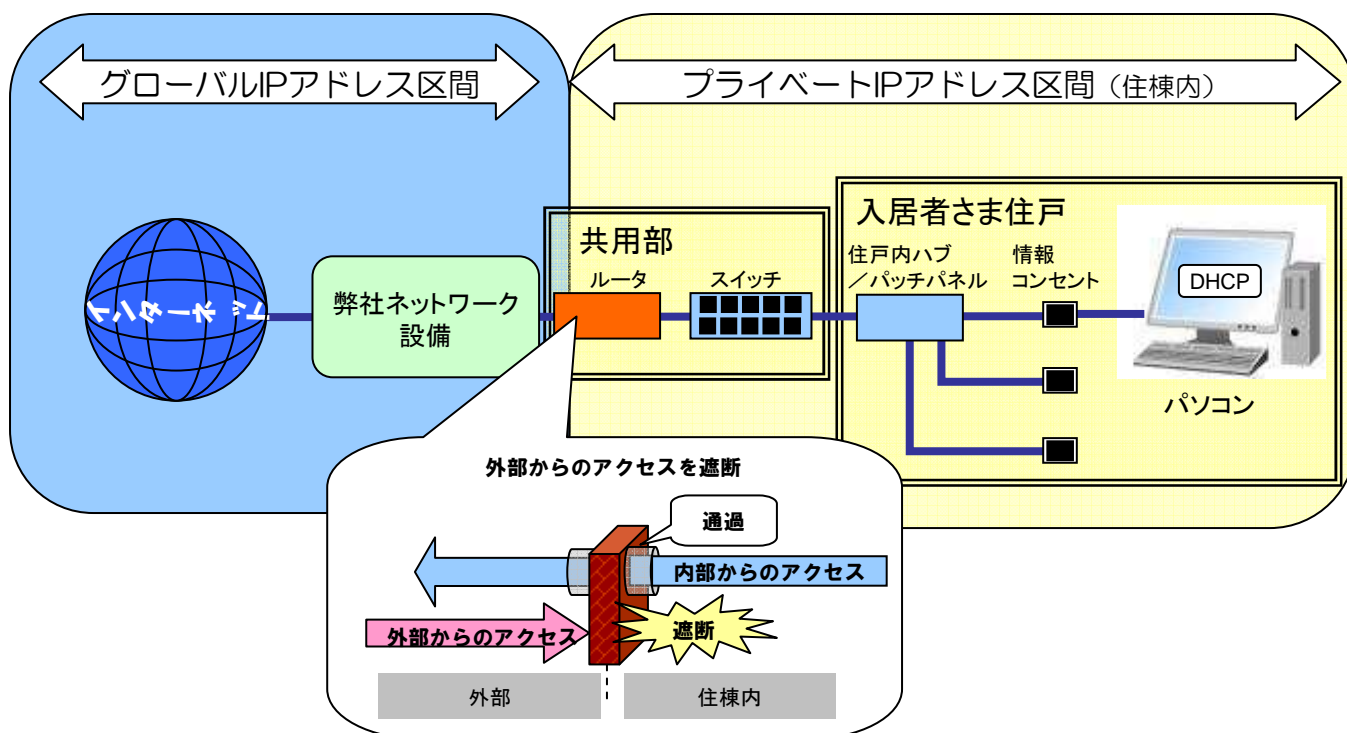 グローバルIPアドレス区間
プライベートIPアドレス区間（住棟内）
インターネット
弊社ネットワーク
設備
共用部
ルータ
スイッチ
入居者さま住戸
住戸内ハブ
／パッチパネル
情報
コンセント
DHCP
パソコン
外部からのアクセスを遮断
通過
内部からのアクセス
外部からのアクセス
遮断
外部
住棟内